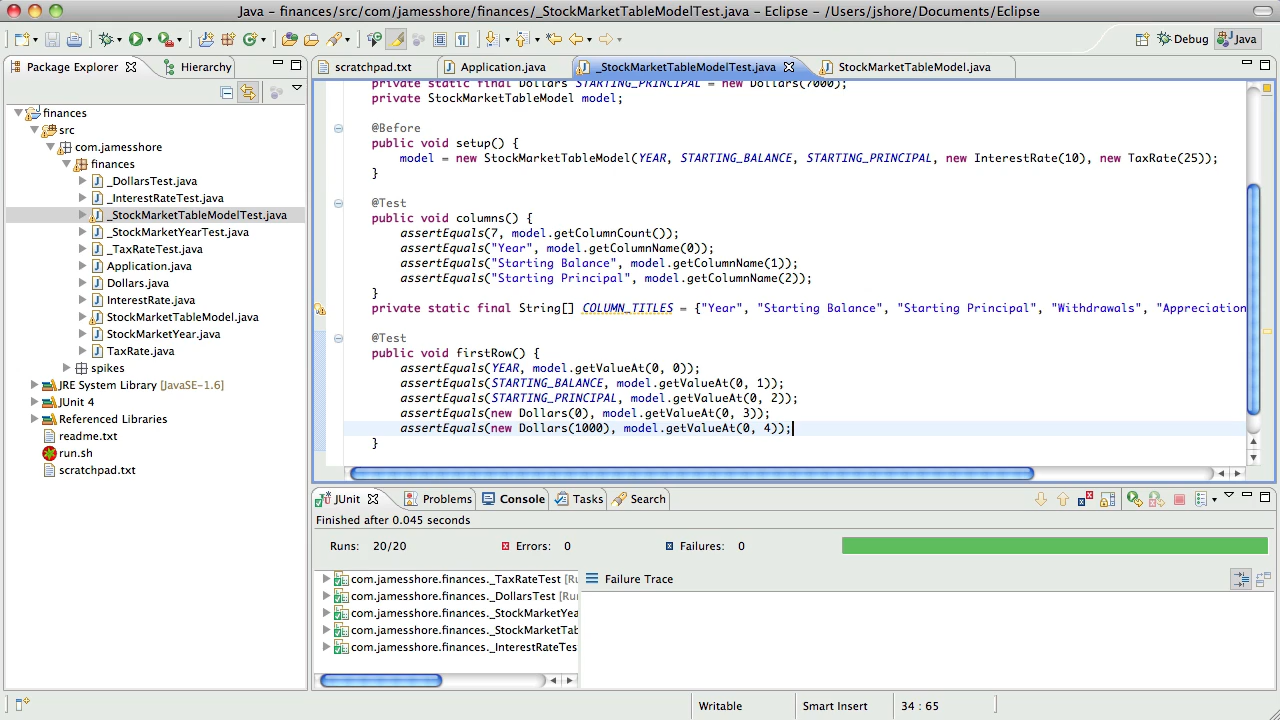 Java - finances/src/com/jamesshore/finances/_StockMarketTableModelTest.java - Eclipse - /Users/jshore/Documents/Eclipse
Debug
Java
Package Explorer
Hierarchy
finances
src
com.jamesshore
finances
_DollarsTest.java
_InterestRateTest.java
_StockMarketTableModelTest.java
_StockMarketYearTest.java
_TaxRateTest.java
Application.java
Dollars.java
InterestRate.java
StockMarketTableModel.java
StockMarketYear.java
TaxRate.java
spikes
JRE System Library [JavaSE-1.6]
JUnit 4
Referenced Libraries
readme.txt
run.sh
scratchpad.txt
scratchpad.txt
Application.java
_StockMarketTableModelTest.java
StockMarketTableModel.java
private static final Dollars STARTING_PRINCIPAL = new Dollars(7000);
private StockMarketTableModel model;
@Before
public void setup() {
model = new StockMarketTableModel(YEAR, STARTING_BALANCE, STARTING_PRINCIPAL, new InterestRate(10), new TaxRate(25));
}
@Test
public void columns() {
assertEquals(7, model.getColumnCount());
assertEquals("Year", model.getColumnName(0));
assertEquals("Starting Balance", model.getColumnName(1));
assertEquals("Starting Principal", model.getColumnName(2));
}
private static final String[] COLUMN_TITLES = {"Year", "Starting Balance", "Starting Principal", "Withdrawals", "Appreciation
@Test
public void firstRow() {
assertEquals(YEAR, model.getValueAt(0, 0));
assertEquals(STARTING_BALANCE, model.getValueAt(0, 1));
assertEquals(STARTING_PRINCIPAL, model.getValueAt(0, 2));
assertEquals(new Dollars(0), model.getValueAt(0, 3));
assertEquals(new Dollars(1000), model.getValueAt(0, 4));
}
JUnit
Problems
Console
Tasks
Search
Finished after 0.045 seconds
Runs: 20/20
Errors: 0
Failures: 0
com.jamesshore.finances._TaxRateTest [Ru
com.jamesshore.finances._DollarsTest [Ru
com.jamesshore.finances._StockMarketYea
com.jamesshore.finances._StockMarketTab
com.jamesshore.finances._InterestRateTes
Failure Trace
Writable
Smart Insert
34 : 65